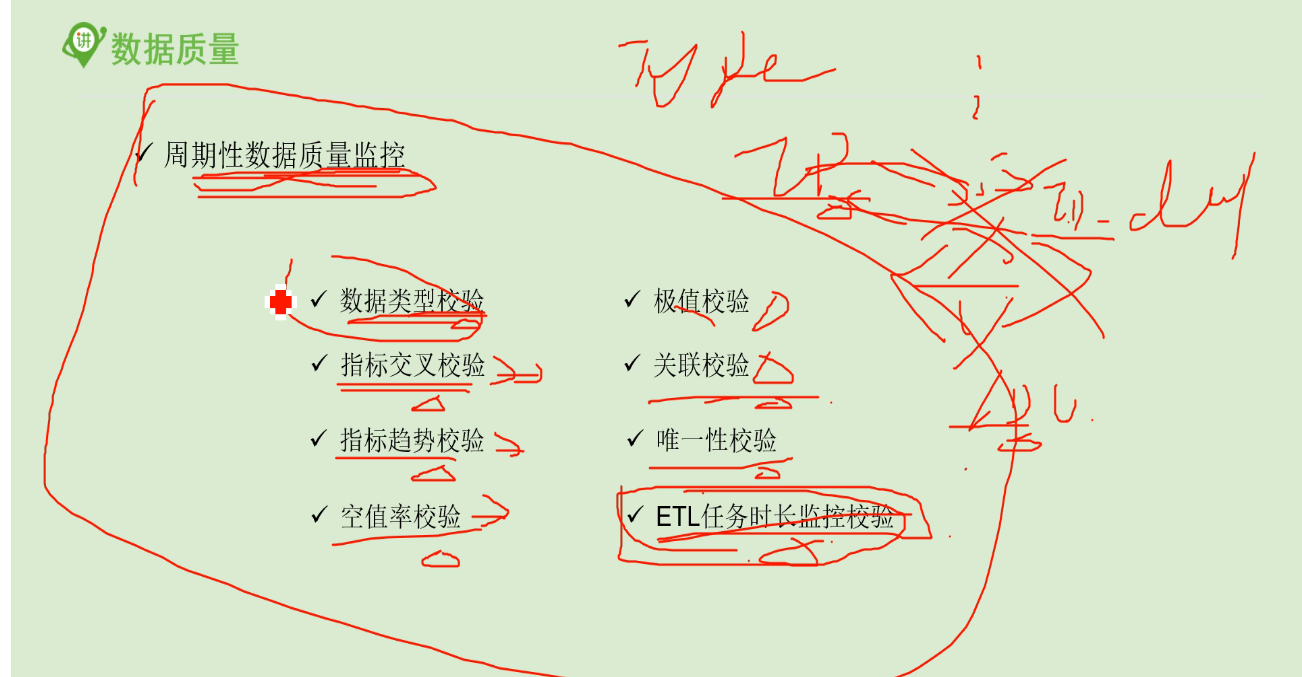 讲 数据质量
type
周期性数据质量监控
数据类型校验 极值校验
指标交叉校验 关联校验
指标趋势校验 唯一性校验
空值率校验 ETL任务时长监控校验